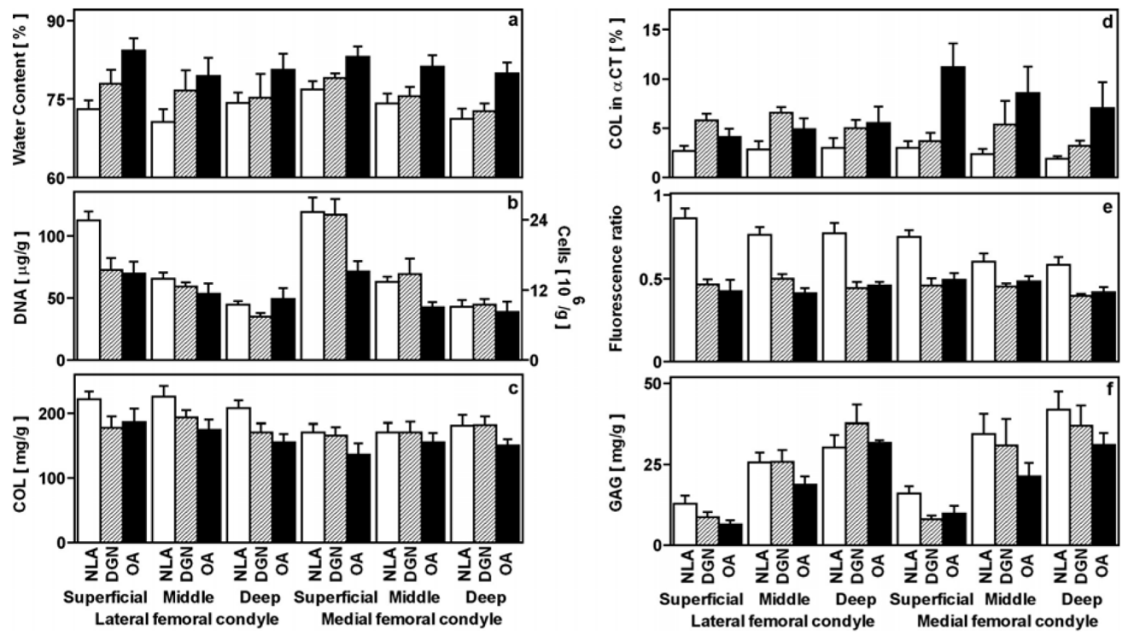 a
Water Content [ % ]
90
75
60
b
DNA [ μg/g ]
100
50
0
Cells [ 10⁶/g ]
24
12
0
c
COL [ mg/g ]
200
100
0
NLA DGN OA NLA DGN OA NLA DGN OA NLA DGN OA NLA DGN OA NLA DGN OA
Superficial Middle Deep Superficial Middle Deep
Lateral femoral condyle Medial femoral condyle
d
COL in αCT [ % ]
15
10
5
0
e
Fluorescence ratio
1
0.5
0
f
GAG [ mg/g ]
50
25
0
NLA DGN OA NLA DGN OA NLA DGN OA NLA DGN OA NLA DGN OA NLA DGN OA
Superficial Middle Deep Superficial Middle Deep
Lateral femoral condyle Medial femoral condyle